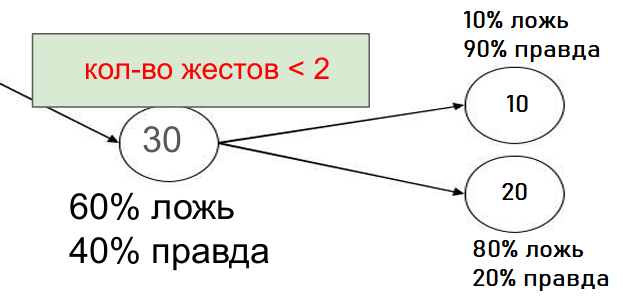 10% ложь
90% правда
кол-во жестов < 2
10
30
60% ложь
40% правда
20
80% ложь
20% правда